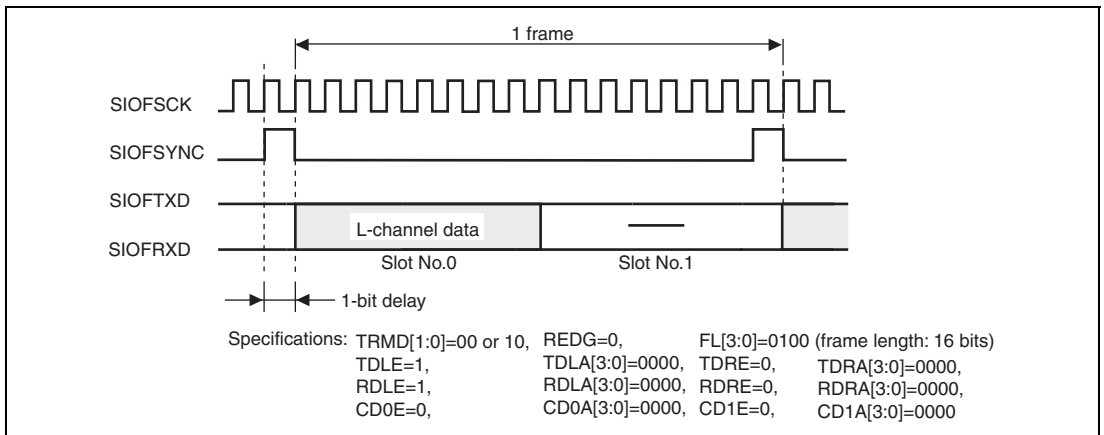 1 frame
SIOFSCK
SIOFSYNC
SIOFTXD
L-channel data
SIOFRXD
Slot No.0 Slot No.1
1-bit delay
Specifications: TRMD[1:0]=00 or 10, REDG=0, FL[3:0]=0100 (frame length: 16 bits)
TDLE=1, TDLA[3:0]=0000, TDRE=0, TDRA[3:0]=0000,
RDLE=1, RDLA[3:0]=0000, RDRE=0, RDRA[3:0]=0000,
CD0E=0, CD0A[3:0]=0000, CD1E=0, CD1A[3:0]=0000